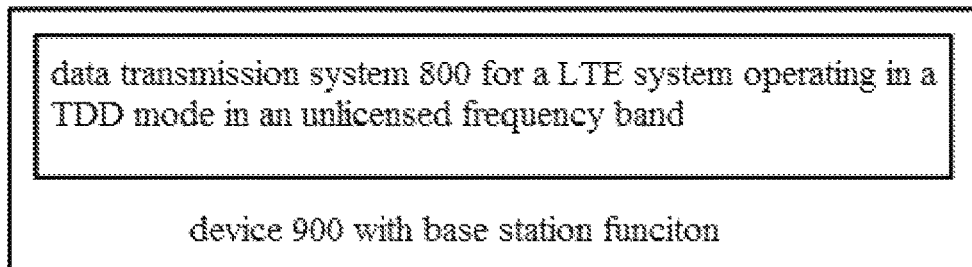 data transmission system 800 for a LTE system operating in a
TDD mode in an unlicensed frequency band
device 900 with base station funciton